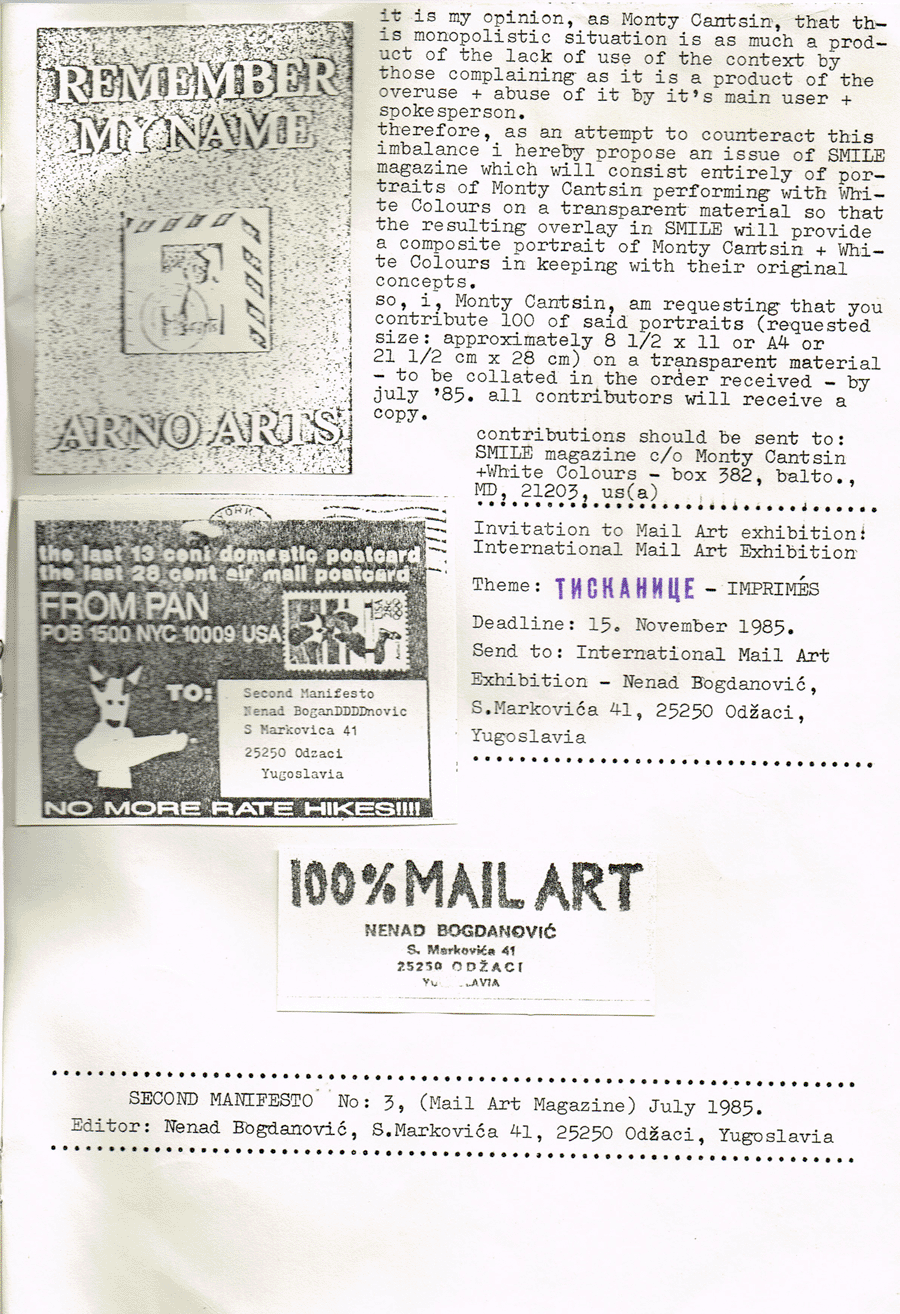 REMEMBER
MY NAME
ARNO ARTS
it is my opinion, as Monty Cantsin, that th-
is monopolistic situation is as much a prod-
uct of the lack of use of the context by
those complaining as it is a product of the
overuse + abuse of it by it's main user +
spokesperson.
therefore, as an attempt to counteract this
imbalance i hereby propose an issue of SMILE
magazine which will consist entirely of por-
traits of Monty Cantsin performing with Whi-
te Colours on a transparent material so that
the resulting overlay in SMILE will provide
a composite portrait of Monty Cantsin + Whi-
te Colours in keeping with their original
concepts.
so, i, Monty Cantsin, am requesting that you
contribute 100 of said portraits (requested
size: approximately 8 1/2 x 11 or A4 or
21 1/2 cm x 28 cm) on a transparent material
- to be collated in the order received - by
july '85. all contributors will receive a
copy.
contributions should be sent to:
SMILE magazine c/o Monty Cantsin
+White Colours - box 382, balto.,
MD, 21203, us(a)
YORK
the last 13 cent domestic postcard
the last 28 cent air mail postcard
FROM PAN
POB 1500 NYC 10009 USA
TO:
Second Manifesto
Nenad BoganDDDDnovic
S Markovica 41
25250 Odzaci
Yugoslavia
NO MORE RATE HIKES!!!!
Invitation to Mail Art exhibition!
International Mail Art Exhibition
Theme: ТИСКАНИЦЕ - IMPRIMÉS
Deadline: 15. November 1985.
Send to: International Mail Art
Exhibition - Nenad Bogdanović,
S.Markovića 41, 25250 Odžaci,
Yugoslavia
100% MAIL ART
NENAD BOGDANOVIĆ
S. Markovića 41
25250 ODŽACI
SECOND MANIFESTO No: 3, (Mail Art Magazine) July 1985.
Editor: Nenad Bogdanović, S.Markovića 41, 25250 Odžaci, Yugoslavia